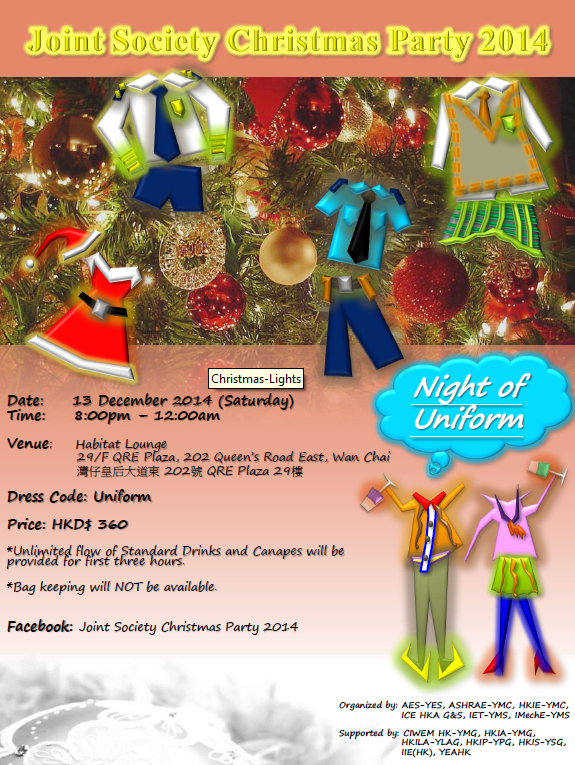 Joint Society Christmas Party 2014
Christmas-Lights
Night of
Uniform
Date: 13 December 2014 (Saturday)
Time: 8:00pm – 12:00am
Venue: Habitat Lounge
29/F QRE Plaza, 202 Queen's Road East, Wan Chai
灣仔皇后大道東 202號 QRE Plaza 29樓
Dress Code: Uniform
Price: HKD$ 360
*Unlimited flow of Standard Drinks and Canapes will be
provided for first three hours.
*Bag keeping will NOT be available.
Facebook: Joint Society Christmas Party 2014
Organized by: AES-YES, ASHRAE-YMC, HKIE-YMC,
ICE HKA G&S, IET-YMS, IMechE-YMS
Supported by: CIWEM HK-YMG, HKIA-YMG,
HKILA-YLAG, HKIP-YPG, HKIS-YSG,
IIE(HK), YEAHK